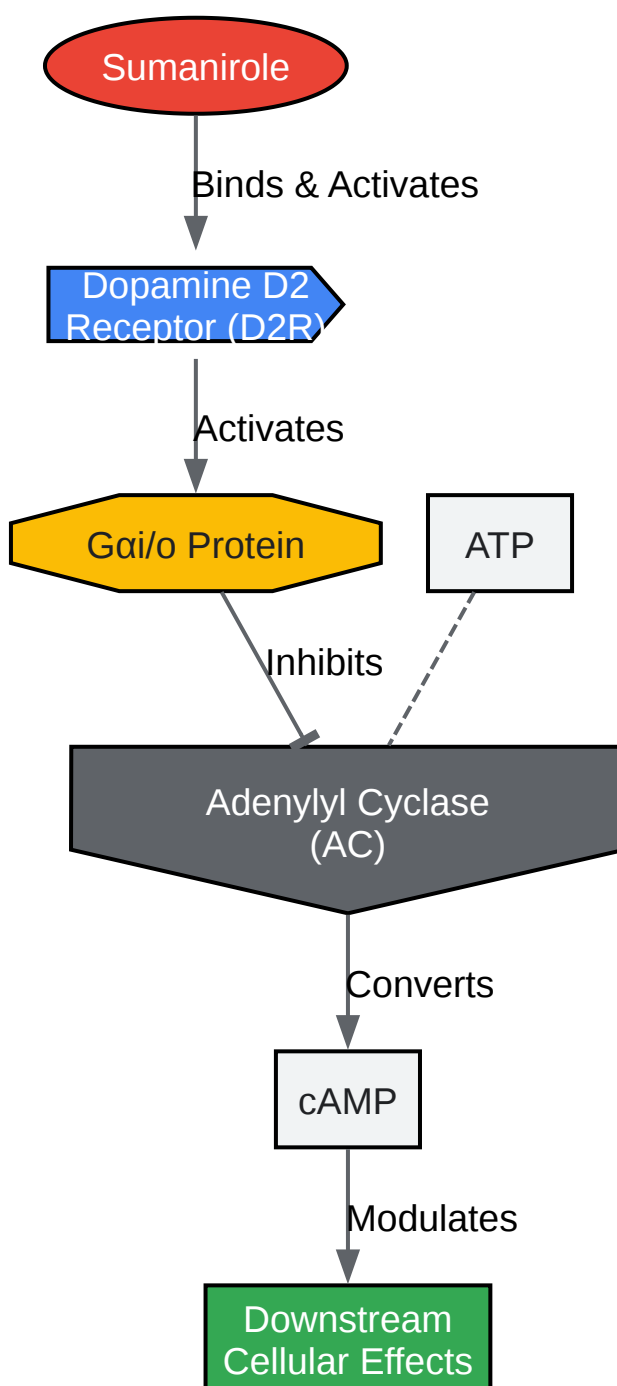 Sumanirole
Binds & Activates
Dopamine D2
Receptor (D2R)
Activates
Gαi/o Protein
ATP
Inhibits
Adenylyl Cyclase
(AC)
Converts
cAMP
Modulates
Downstream
Cellular Effects